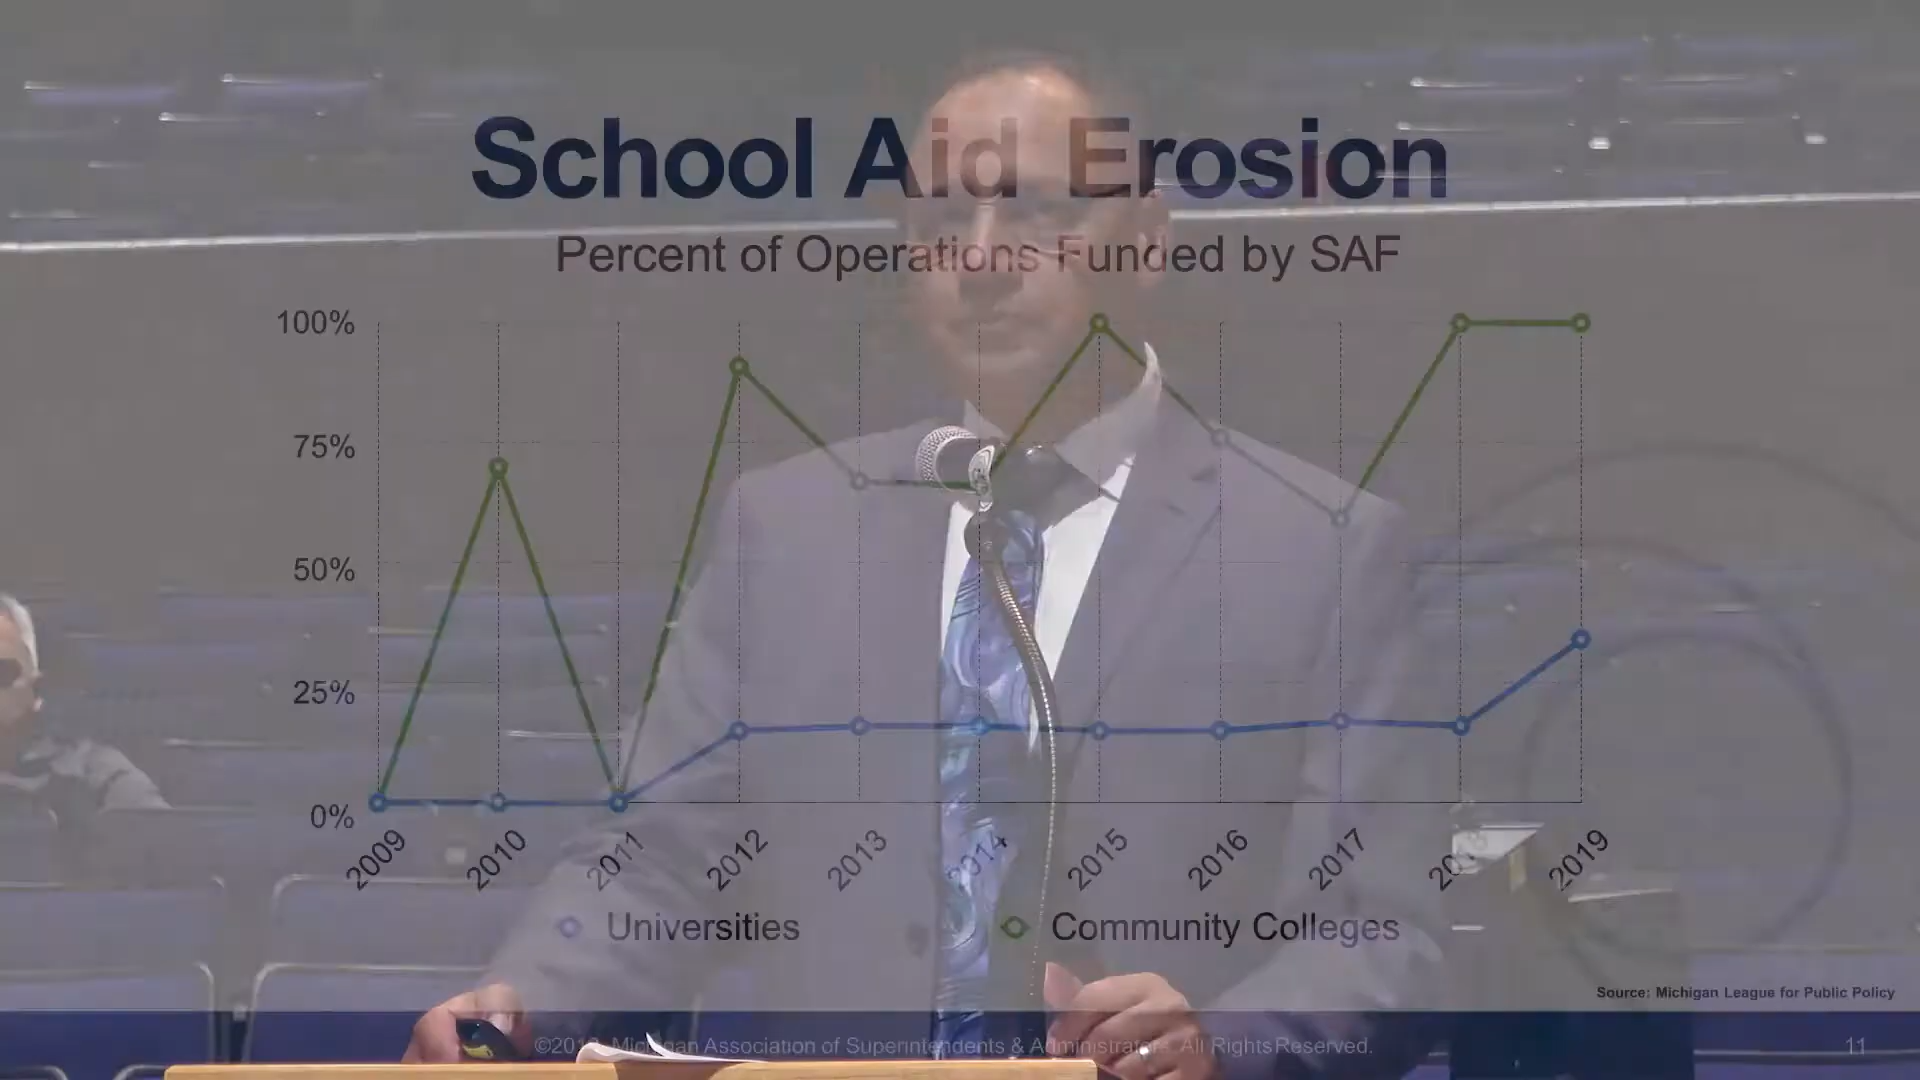 School Aid Erosion
Percent of Operations Funded by SAF
100%
75%
50%
25%
0%
2009 2010 2011 2012 2013 2014 2015 2016 2017 2018 2019
Universities Community Colleges
Source: Michigan League for Public Policy
Michigan Association of Superintendents & Administrators. All Rights Reserved.
11